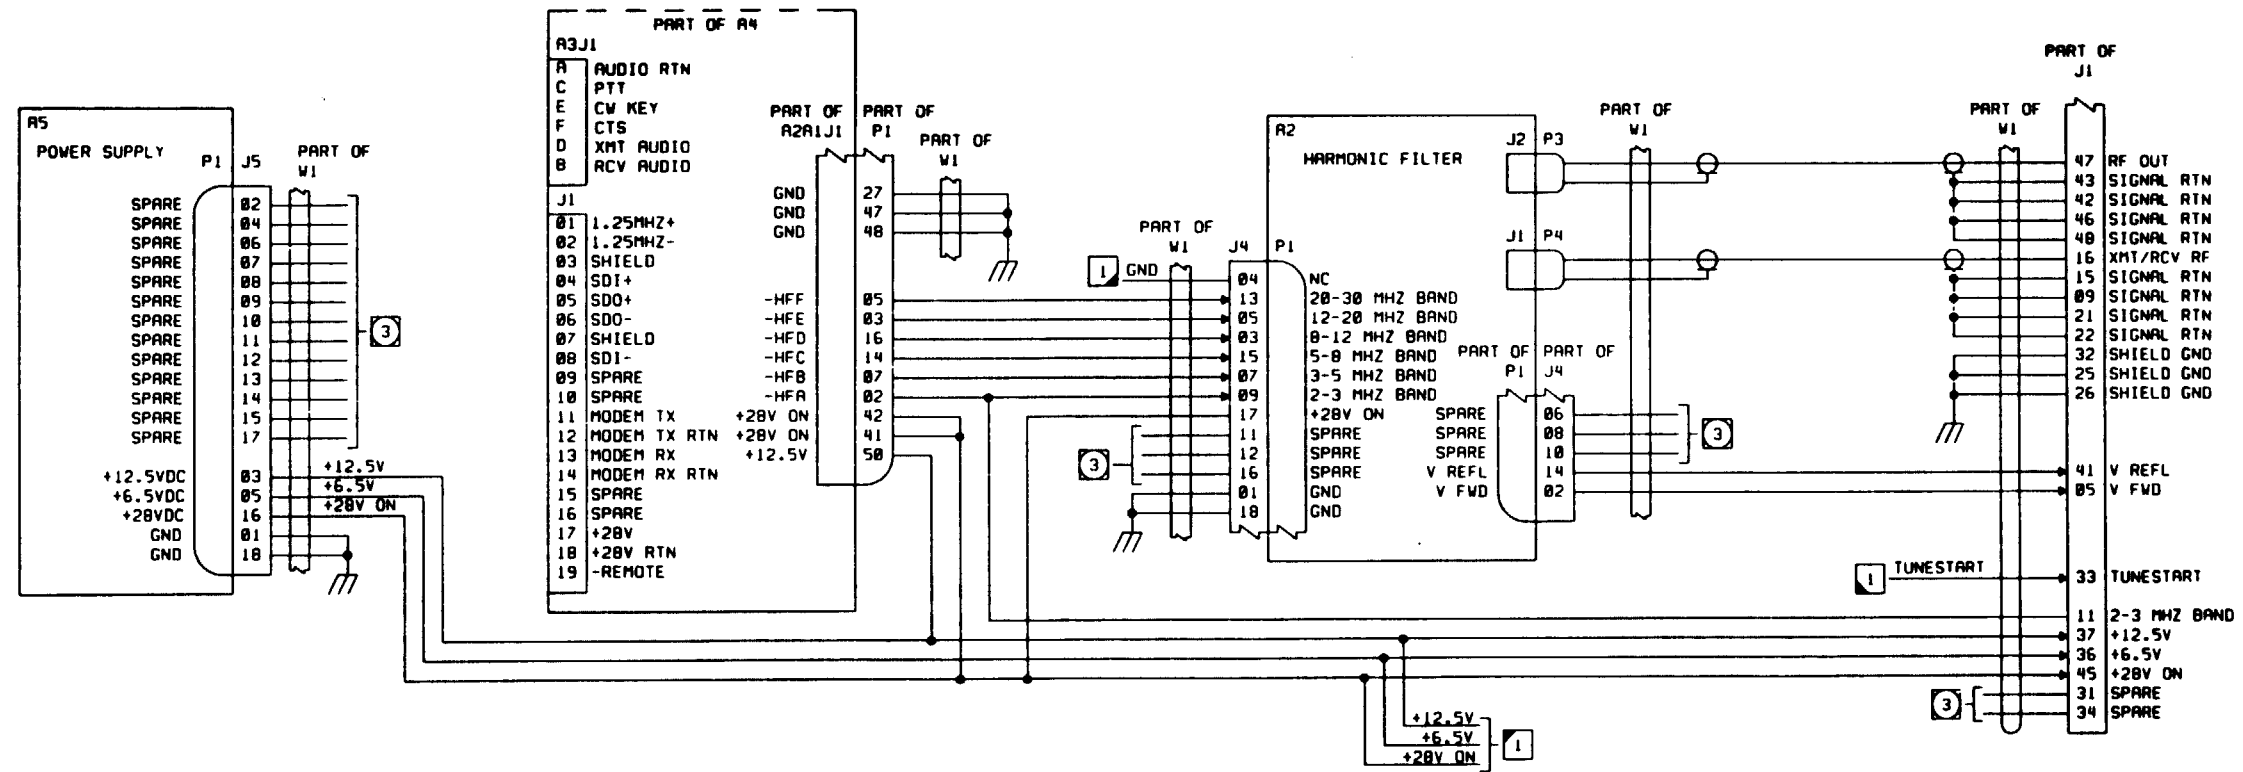 PART OF A4
A3J1
A AUDIO RTN
C PTT
E CW KEY
F CTS
D XMT AUDIO
B RCV AUDIO
J1
01 1.25MHZ+
02 1.25MHZ-
03 SHIELD
04 SDI+
05 SDO+
06 SDO-
07 SHIELD
08 SDI-
09 SPARE
10 SPARE
11 MODEM TX
12 MODEM TX RTN
13 MODEM RX
14 MODEM RX RTN
15 SPARE
16 SPARE
17 +28V
18 +28V RTN
19 -REMOTE
A5
POWER SUPPLY
P1 J5
PART OF
W1
SPARE 02
SPARE 04
SPARE 06
SPARE 07
SPARE 08
SPARE 09
SPARE 10
SPARE 11
SPARE 12
SPARE 13
SPARE 14
SPARE 15
SPARE 17
3
+12.5VDC 03 +12.5V
+6.5VDC 05 +6.5V
+28VDC 16 +28V ON
GND 01
GND 18
PART OF
A2A1J1
PART OF
P1
PART OF
W1
GND 27
GND 47
GND 48
-HFF 05
-HFE 03
-HFD 16
-HFC 14
-HFB 07
-HFA 02
+28V ON 42
+28V ON 41
+12.5V 50
PART OF
W1
J4 P1
A2
HARMONIC FILTER
1 GND 04 NC
13 20-30 MHZ BAND
05 12-20 MHZ BAND
03 8-12 MHZ BAND
15 5-8 MHZ BAND
07 3-5 MHZ BAND
09 2-3 MHZ BAND
17 +28V ON
11 SPARE
12 SPARE
16 SPARE
3
01 GND
18 GND
J2 P3
J1 P4
PART OF
P1
PART OF
J4
SPARE 06
SPARE 08
SPARE 10
3
V REFL 14
V FWD 02
PART OF
W1
PART OF
W1
PART OF
J1
47 RF OUT
43 SIGNAL RTN
42 SIGNAL RTN
46 SIGNAL RTN
48 SIGNAL RTN
16 XMT/RCV RF
15 SIGNAL RTN
09 SIGNAL RTN
21 SIGNAL RTN
22 SIGNAL RTN
32 SHIELD GND
25 SHIELD GND
26 SHIELD GND
41 V REFL
05 V FWD
1 TUNESTART 33 TUNESTART
11 2-3 MHZ BAND
37 +12.5V
36 +6.5V
45 +28V ON
31 SPARE
34 SPARE
3
+12.5V
+6.5V
+28V ON
1